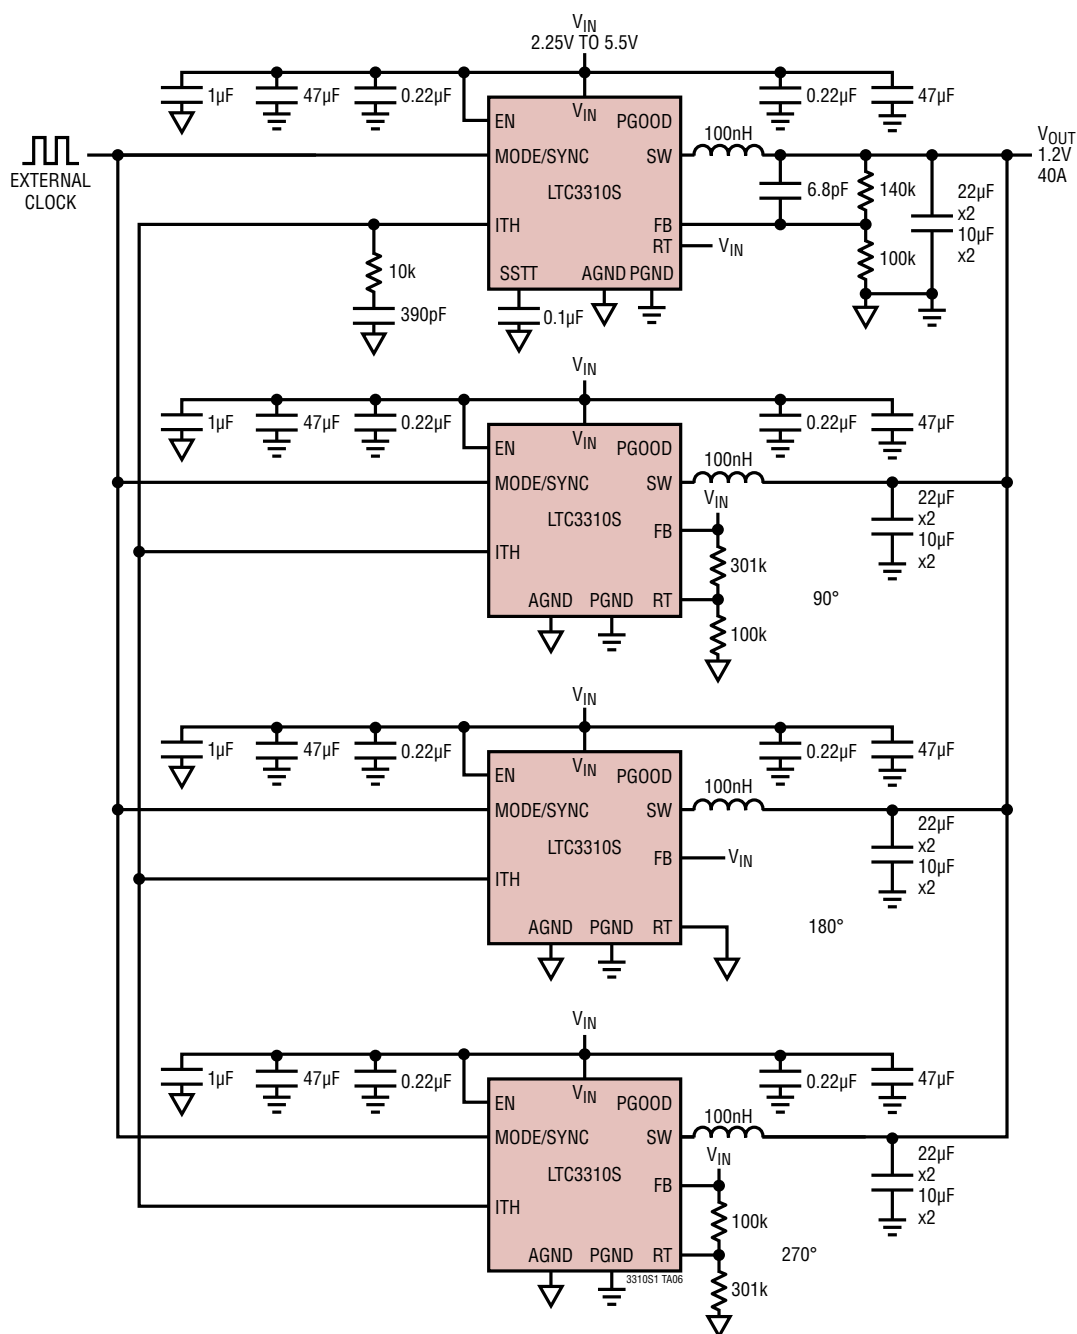 VIN
2.25V TO 5.5V
1µF
47µF
0.22µF
0.22µF
47µF
EN
VIN
PGOOD
100nH
EXTERNAL
CLOCK
MODE/SYNC
SW
VOUT
1.2V
40A
LTC3310S
6.8pF
140k
22µF
x2
10µF
x2
ITH
FB
RT
VIN
100k
10k
390pF
SSTT
AGND
PGND
0.1µF
VIN
1µF
47µF
0.22µF
0.22µF
47µF
EN
VIN
PGOOD
100nH
MODE/SYNC
SW
VIN
22µF
x2
10µF
x2
LTC3310S
FB
ITH
301k
AGND
PGND
RT
90°
100k
VIN
1µF
47µF
0.22µF
0.22µF
47µF
EN
VIN
PGOOD
100nH
MODE/SYNC
SW
22µF
x2
10µF
x2
LTC3310S
FB
VIN
ITH
AGND
PGND
RT
180°
VIN
1µF
47µF
0.22µF
0.22µF
47µF
EN
VIN
PGOOD
100nH
MODE/SYNC
SW
VIN
22µF
x2
10µF
x2
LTC3310S
FB
ITH
100k
AGND
PGND
RT
270°
3310S1 TA06
301k